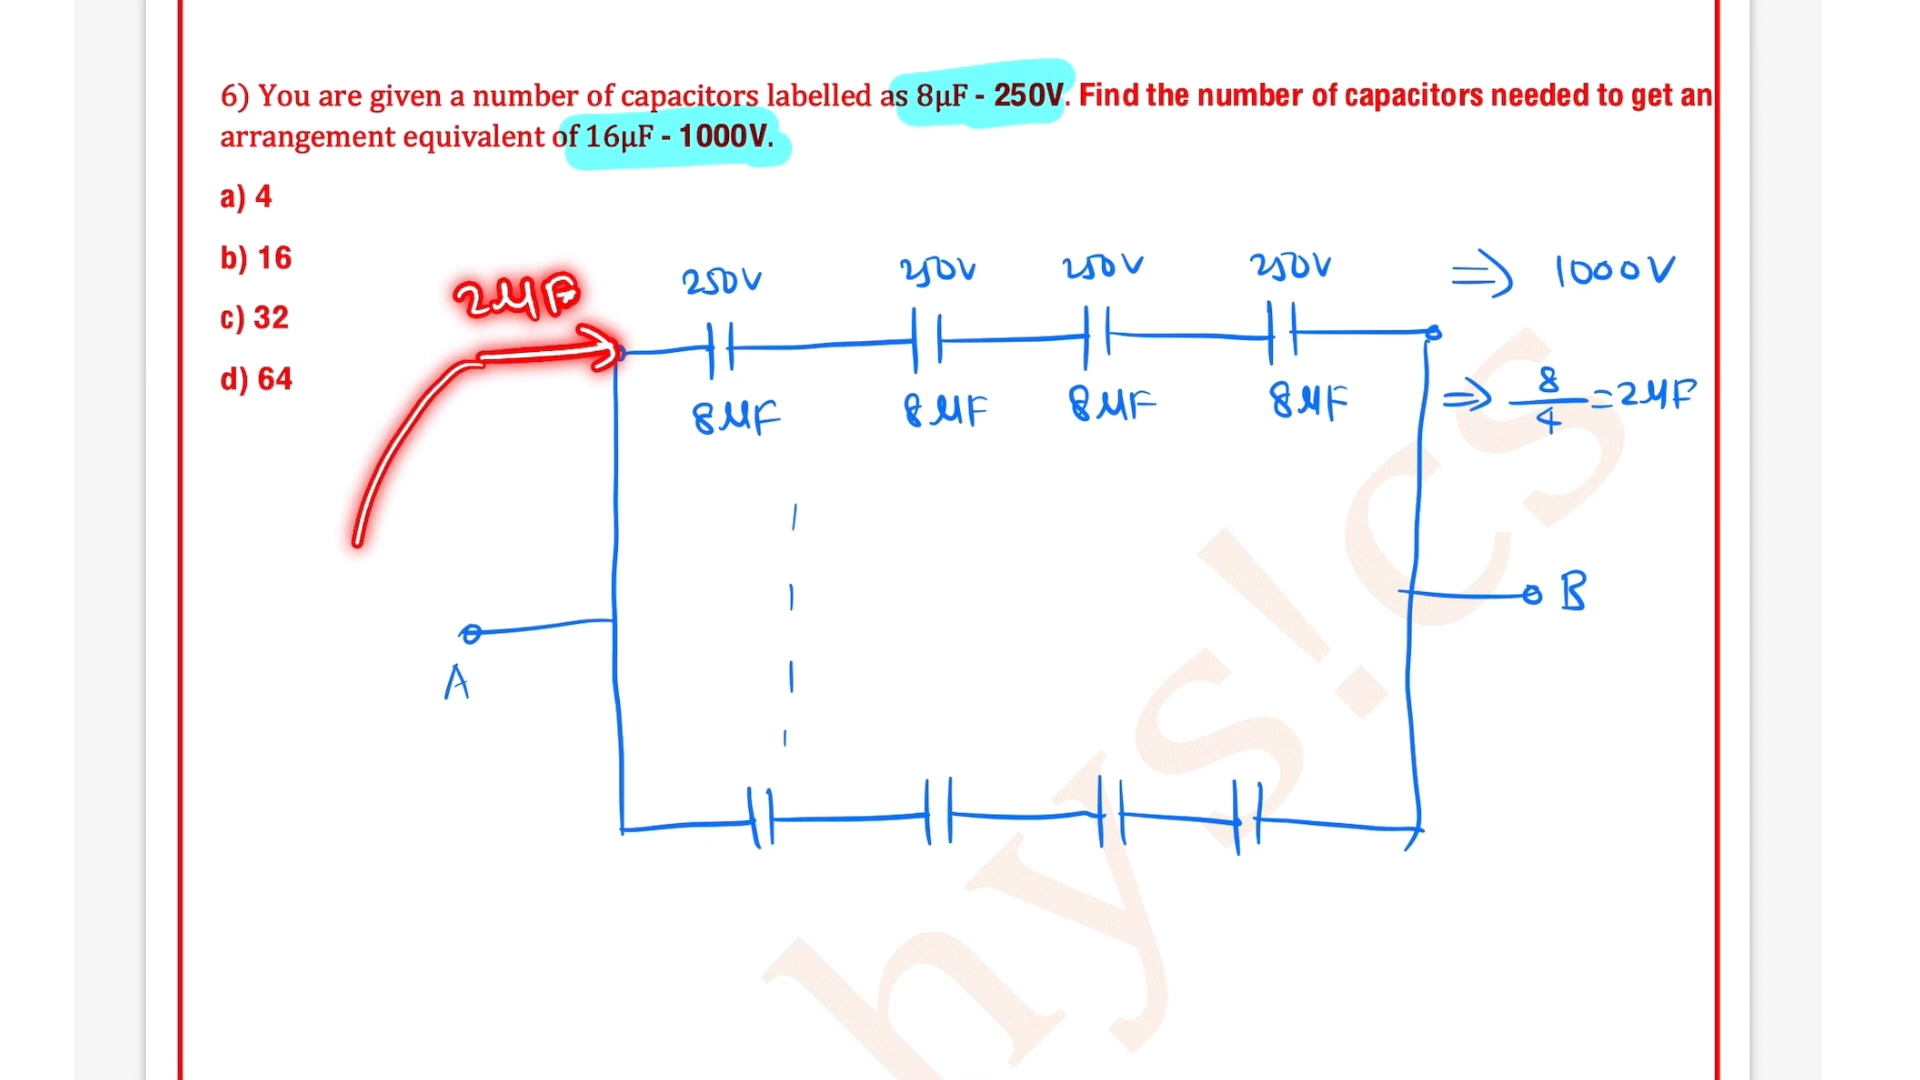 6) You are given a number of capacitors labelled as 8μF - 250V. Find the number of capacitors needed to get an
arrangement equivalent of 16μF - 1000V.
a) 4
b) 16
c) 32
d) 64
2μF
250V 250V 250V 250V ⇒ 1000V
8μF 8μF 8μF 8μF ⇒ 8/4 = 2μF
A
B
hys!cs